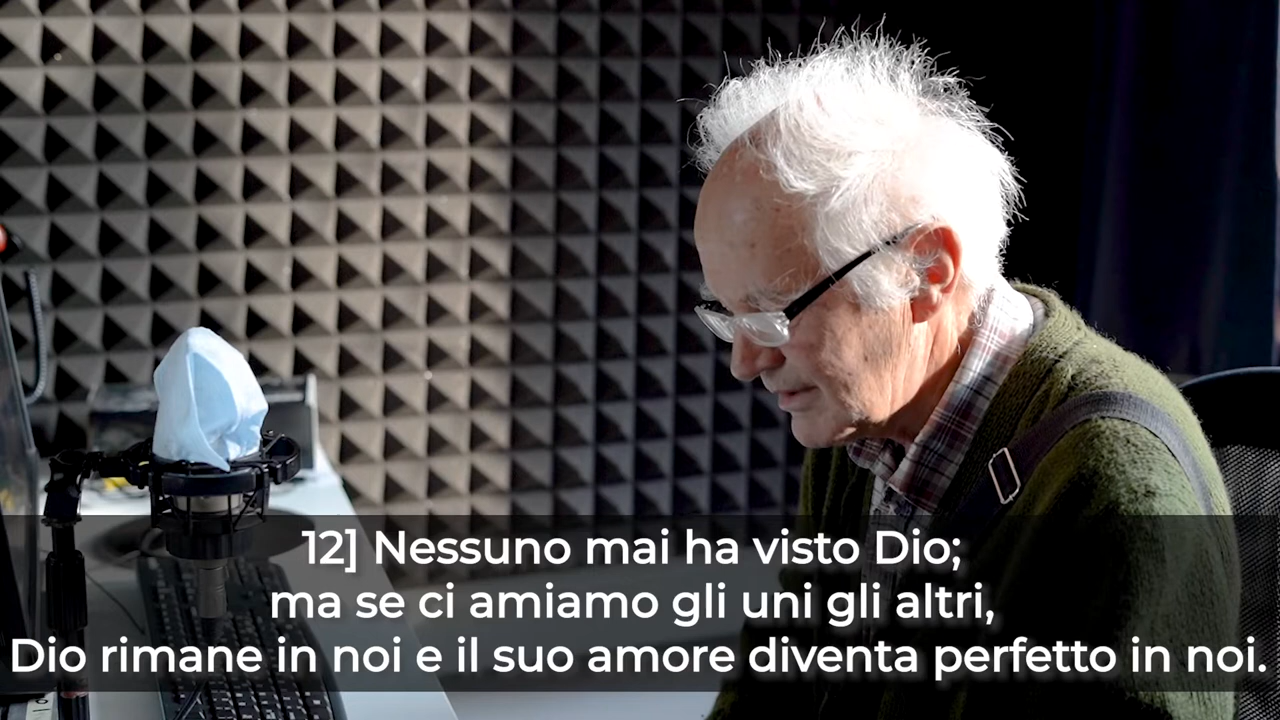 12] Nessuno mai ha visto Dio;
ma se ci amiamo gli uni gli altri,
Dio rimane in noi e il suo amore diventa perfetto in noi.